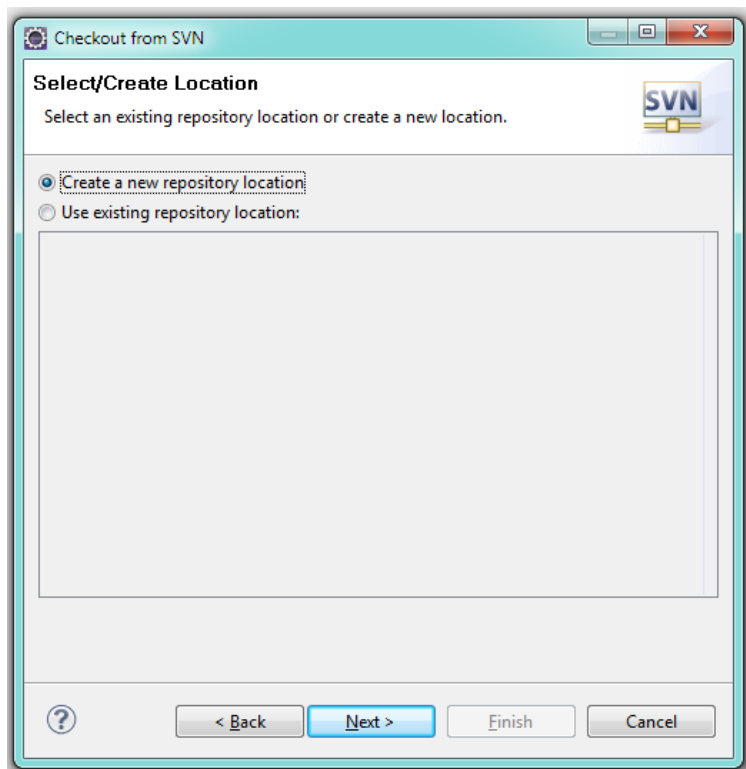 Checkout from SVN
Select/Create Location
Select an existing repository location or create a new location.
SVN
Create a new repository location
Use existing repository location:
? < Back Next > Finish Cancel